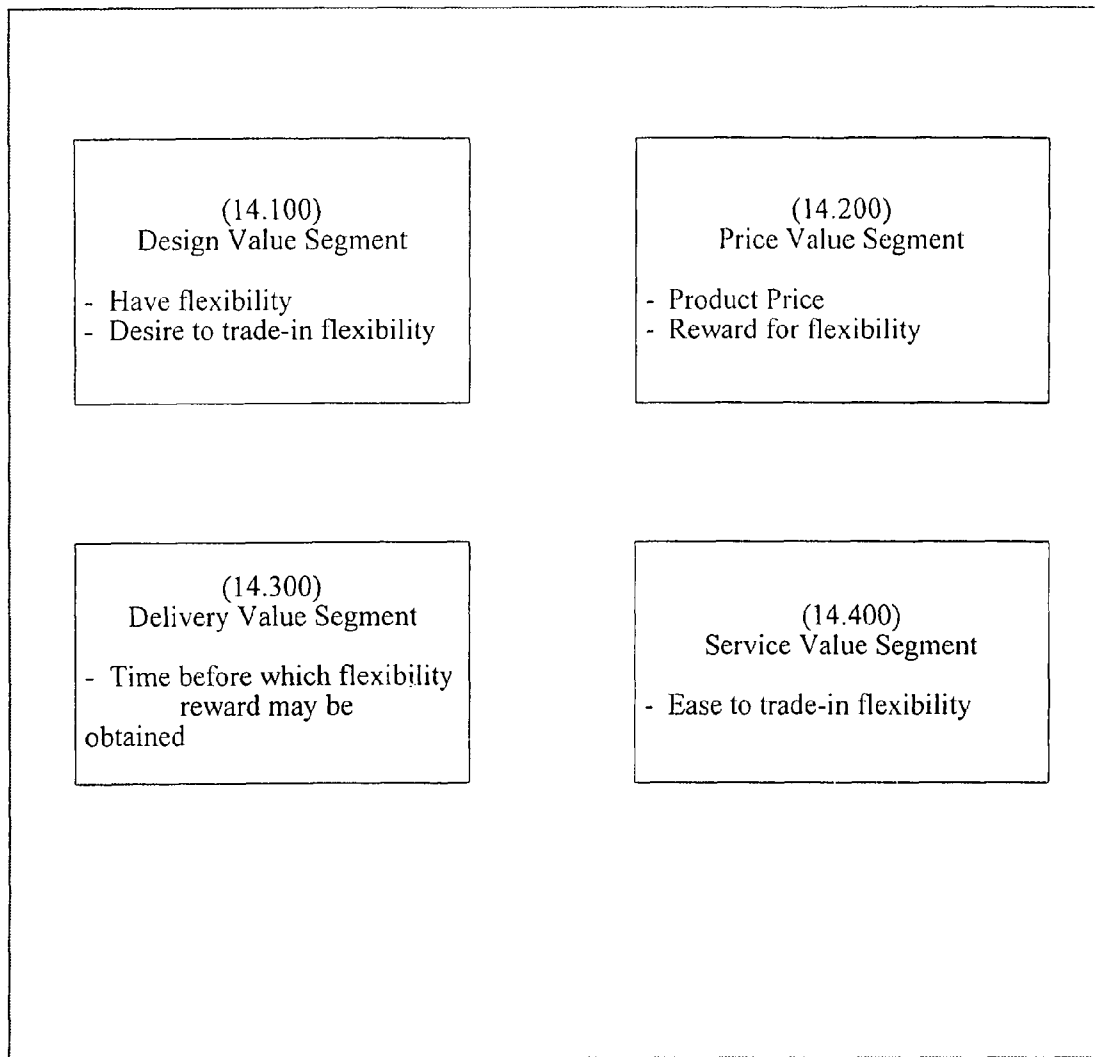 (14.100)
Design Value Segment
- Have flexibility
- Desire to trade-in flexibility
(14.200)
Price Value Segment
- Product Price
- Reward for flexibility
(14.300)
Delivery Value Segment
- Time before which flexibility
reward may be
obtained
(14.400)
Service Value Segment
- Ease to trade-in flexibility